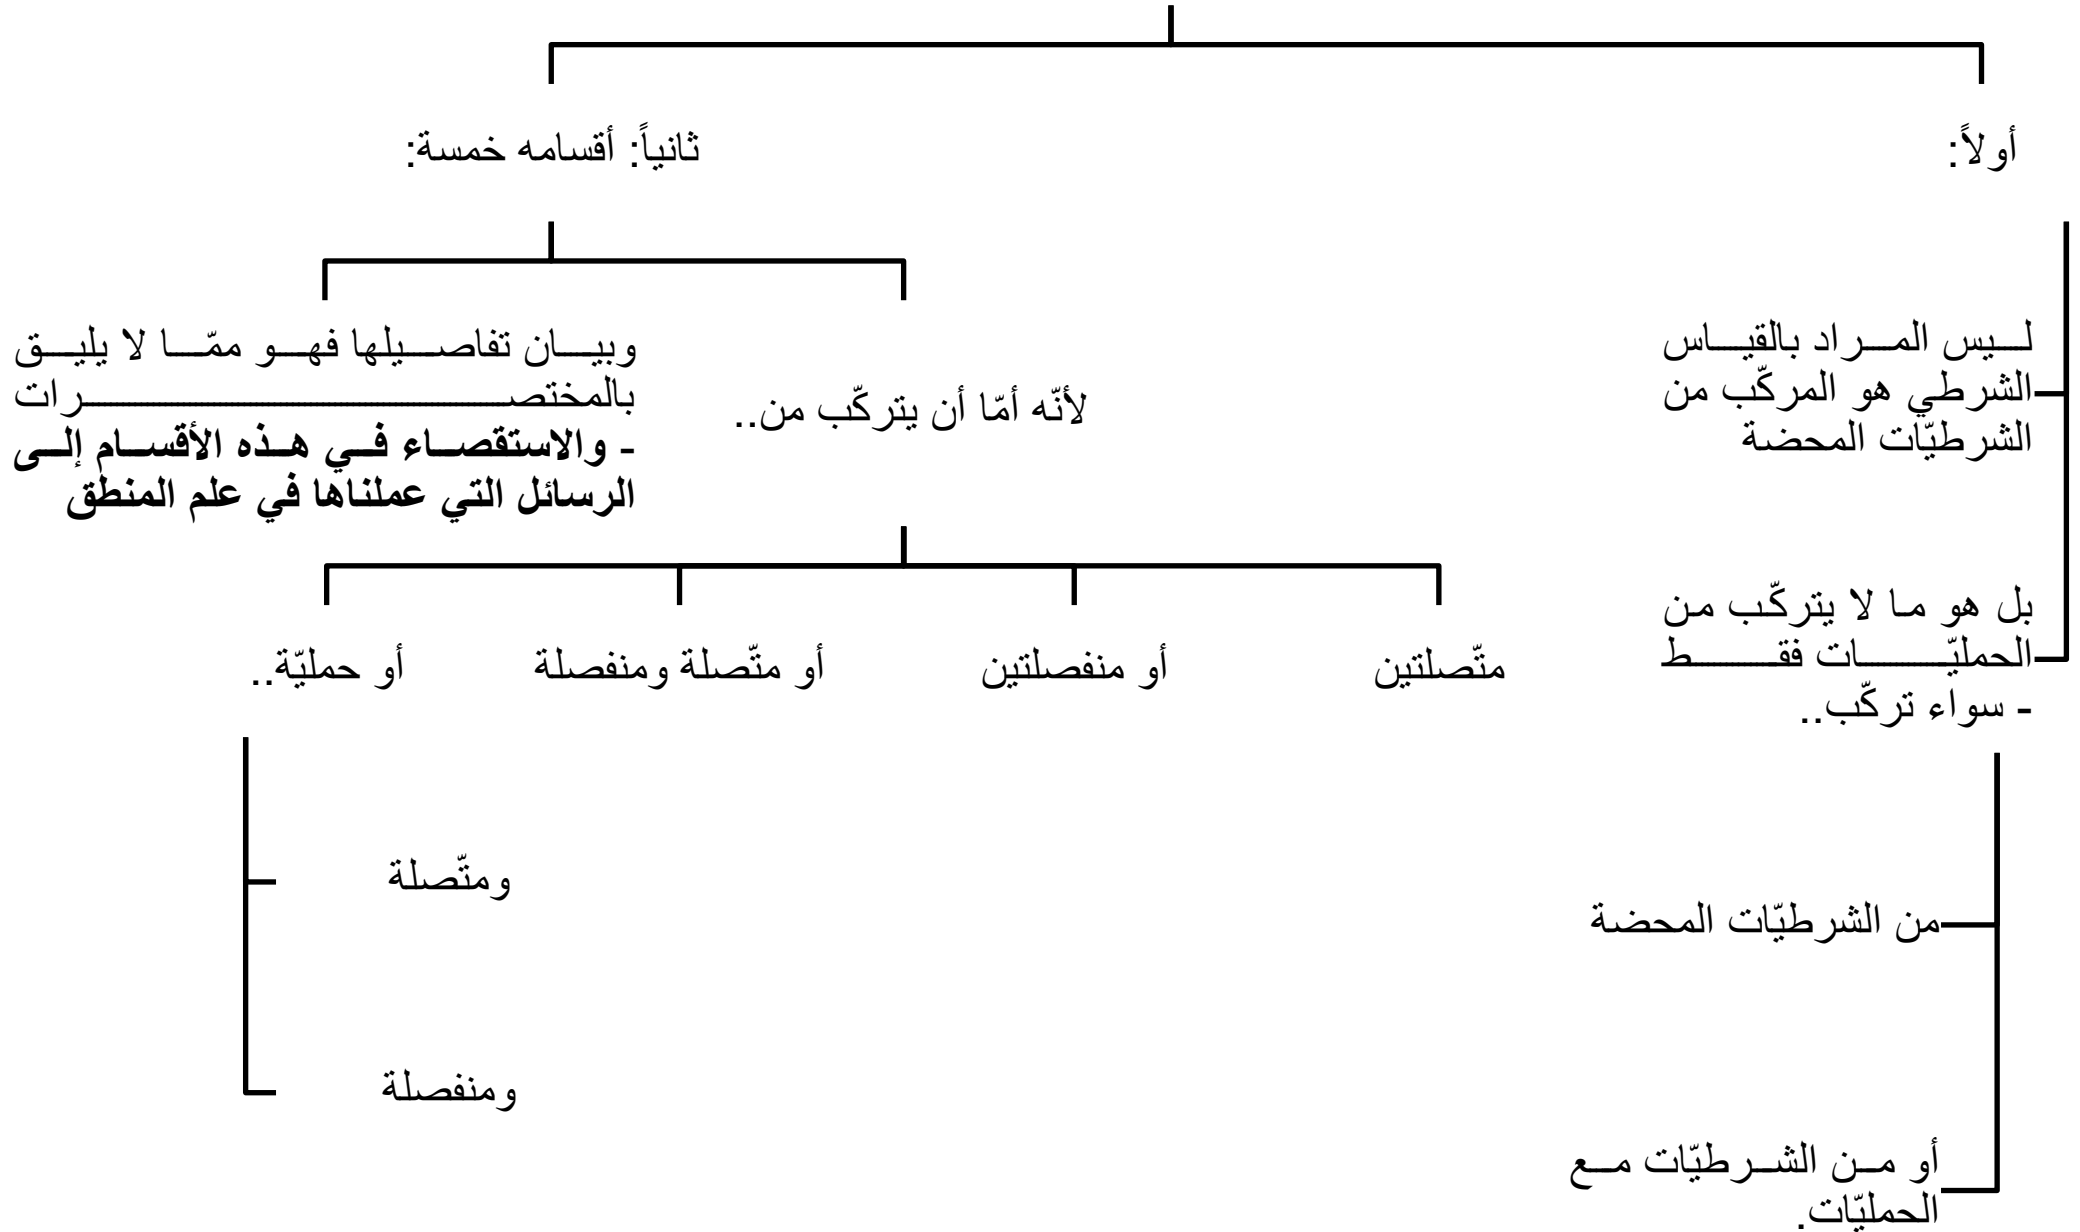 أولاً:
ليس المراد بالقياس
الشرطي هو المركّب من
الشرطيّات المحضة
بل هو ما لا يتركّب من
الحمليّات فقط
- سواء تركّب..
من الشرطيّات المحضة
أو من الشرطيّات مع
الحمليّات.
ثانياً: أقسامه خمسة:
لأنّه أمّا أن يتركّب من..
متّصلتين
أو منفصلتين
أو متّصلة ومنفصلة
أو حمليّة..
ومتّصلة
ومنفصلة
وبيان تفاصيلها فهو ممّا لا يليق
بالمختصرات
- والاستقصاء في هذه الأقسام إلى
الرسائل التي عملناها في علم المنطق